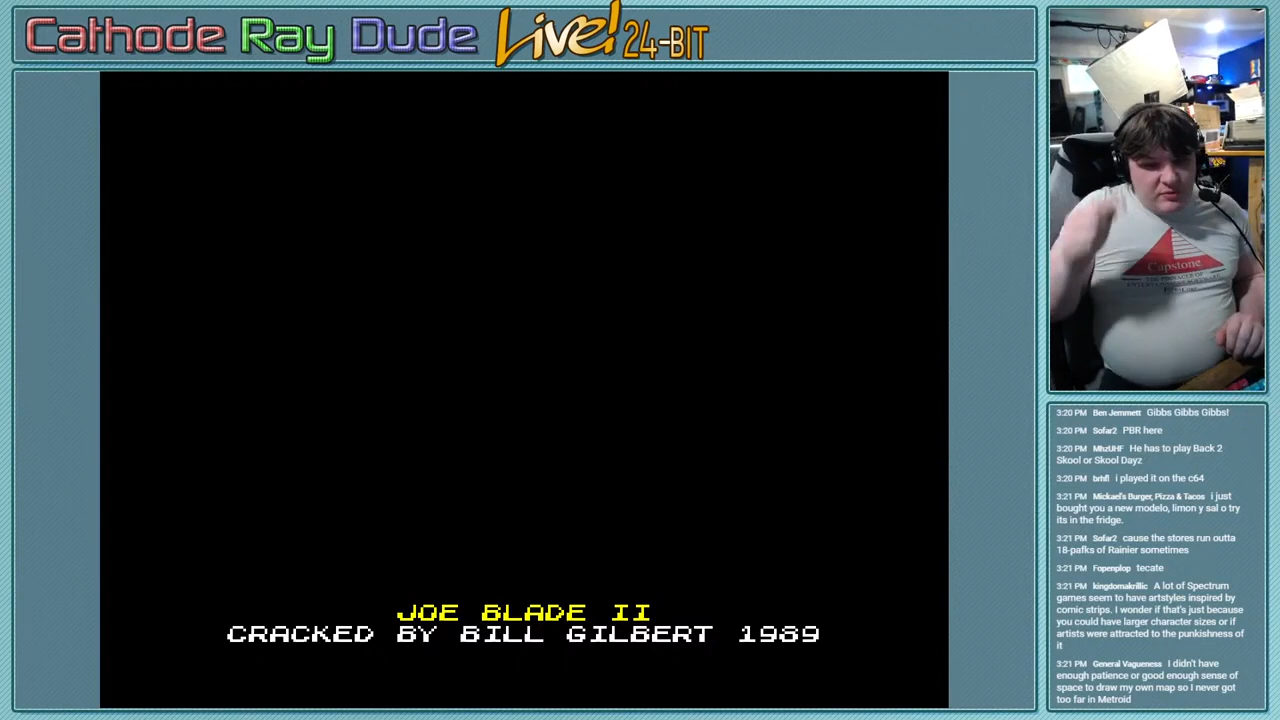 Cathode Ray Dude Live! 24-BIT
JOE BLADE II
CRACKED BY BILL GILBERT 1989
Capstone
THE PINNACLE OF
3:20 PM Ben Jemmett Gibbs Gibbs Gibbs!
3:20 PM Sofar2 PBR here
3:20 PM MhzUHF He has to play Back 2
Skool or Skool Dayz
3:20 PM brhfl i played it on the c64
3:21 PM Mickael's Burger, Pizza & Tacos i just
bought you a new modelo, limon y sal o try
its in the fridge.
3:21 PM Sofar2 cause the stores run outta
18-pafks of Rainier sometimes
3:21 PM Fopenplop tecate
3:21 PM kingdomakrillic A lot of Spectrum
games seem to have artstyles inspired by
comic strips. I wonder if that's just because
you could have larger character sizes or if
artists were attracted to the punkishness of
it
3:21 PM General Vagueness I didn't have
enough patience or good enough sense of
space to draw my own map so I never got
too far in Metroid